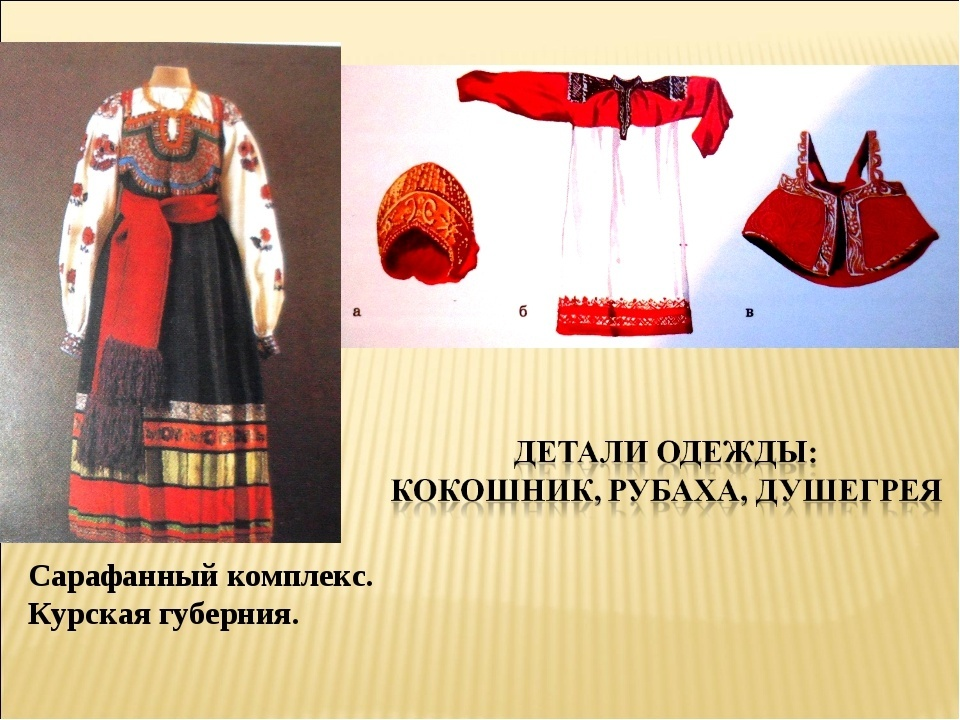 а
б
в
ДЕТАЛИ ОДЕЖДЫ:
КОКОШНИК, РУБАХА, ДУШЕГРЕЯ
Сарафанный комплекс.
Курская губерния.